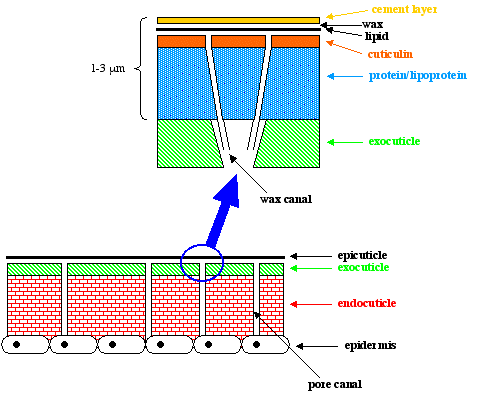 cement layer
wax
lipid
cuticulin
1-3 μm
protein/lipoprotein
exocuticle
wax canal
epicuticle
exocuticle
endocuticle
epidermis
pore canal